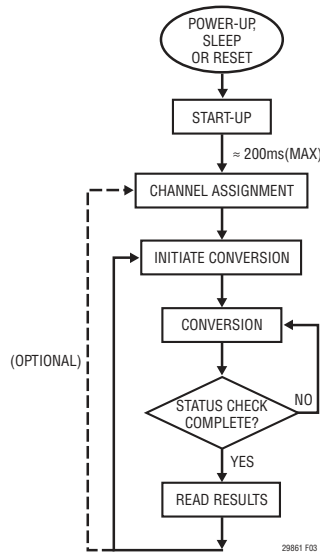 POWER-UP,
SLEEP
OR RESET
START-UP
≈ 200ms(MAX)
CHANNEL ASSIGNMENT
INITIATE CONVERSION
CONVERSION
(OPTIONAL)
STATUS CHECK
COMPLETE?
NO
YES
READ RESULTS
29861 F03